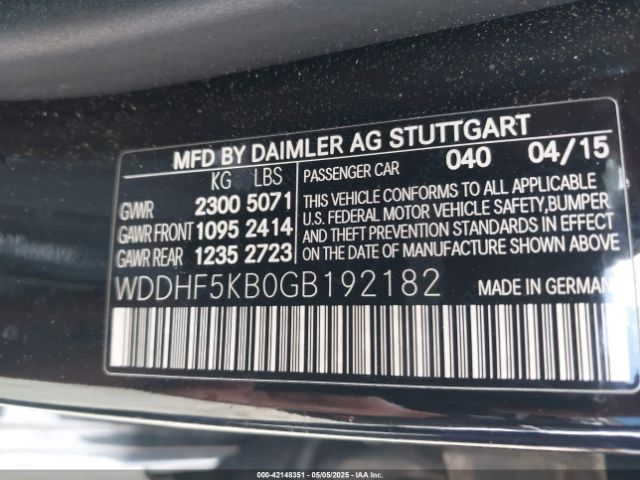 MFD BY DAIMLER AG STUTTGART
KG LBS
GVWR 2300 5071
GAWR FRONT 1095 2414
GAWR REAR 1235 2723
PASSENGER CAR 040 04/15
THIS VEHICLE CONFORMS TO ALL APPLICABLE
U.S. FEDERAL MOTOR VEHICLE SAFETY,BUMPER
AND THEFT PREVENTION STANDARDS IN EFFECT
ON THE DATE OF MANUFACTURE SHOWN ABOVE
WDDHF5KB0GB192182 MADE IN GERMAN
000-42148351 - 05/05/2025 - IAA Inc.